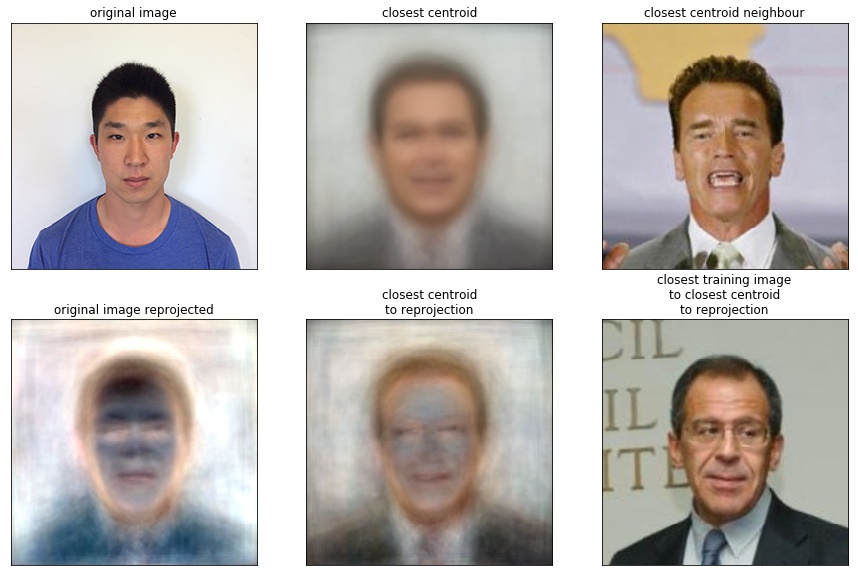 original image
closest centroid
closest centroid neighbour
original image reprojected
closest centroid
to reprojection
closest training image
to closest centroid
to reprojection
CIL
IL
ITE